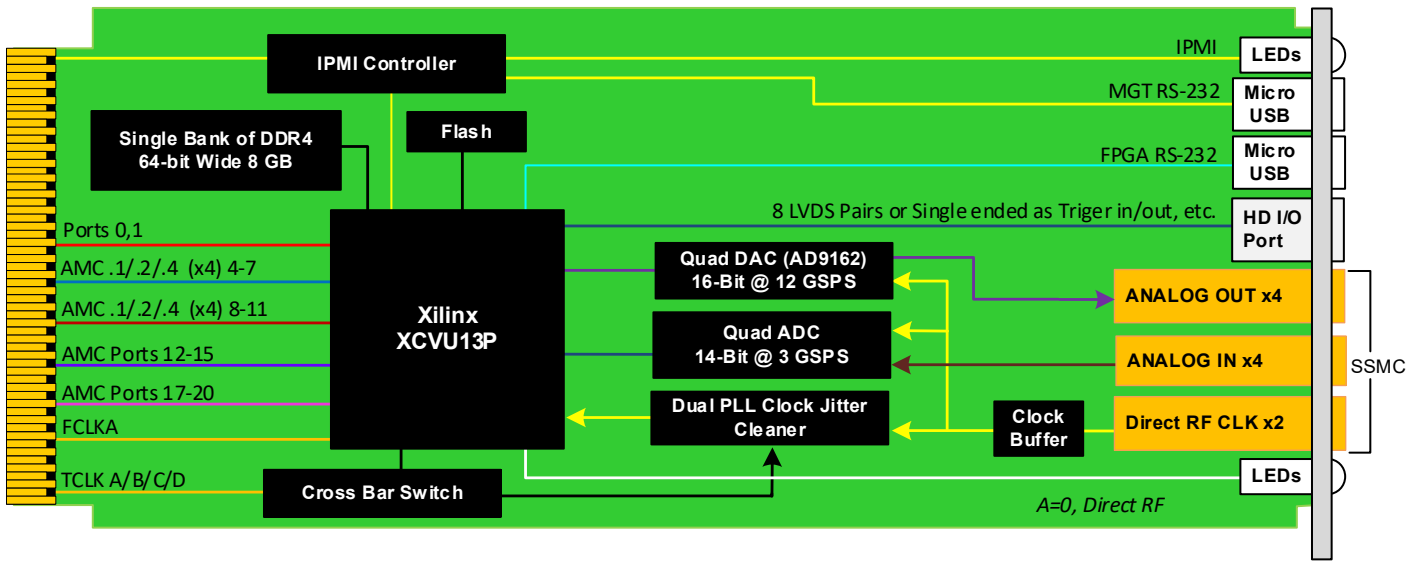 IPMI
LEDs
IPMI Controller
MGT RS-232
Micro
USB
Single Bank of DDR4
64-bit Wide 8 GB
Flash
FPGA RS-232
Micro
USB
8 LVDS Pairs or Single ended as Triger in/out, etc.
HD I/O
Port
Ports 0,1
AMC .1/.2/.4 (x4) 4-7
AMC .1/.2/.4 (x4) 8-11
AMC Ports 12-15
AMC Ports 17-20
FCLKA
TCLK A/B/C/D
Xilinx
XCVU13P
Quad DAC (AD9162)
16-Bit @ 12 GSPS
Quad ADC
14-Bit @ 3 GSPS
Dual PLL Clock Jitter
Cleaner
Clock
Buffer
ANALOG OUT x4
ANALOG IN x4
Direct RF CLK x2
SSMC
Cross Bar Switch
LEDs
A=0, Direct RF